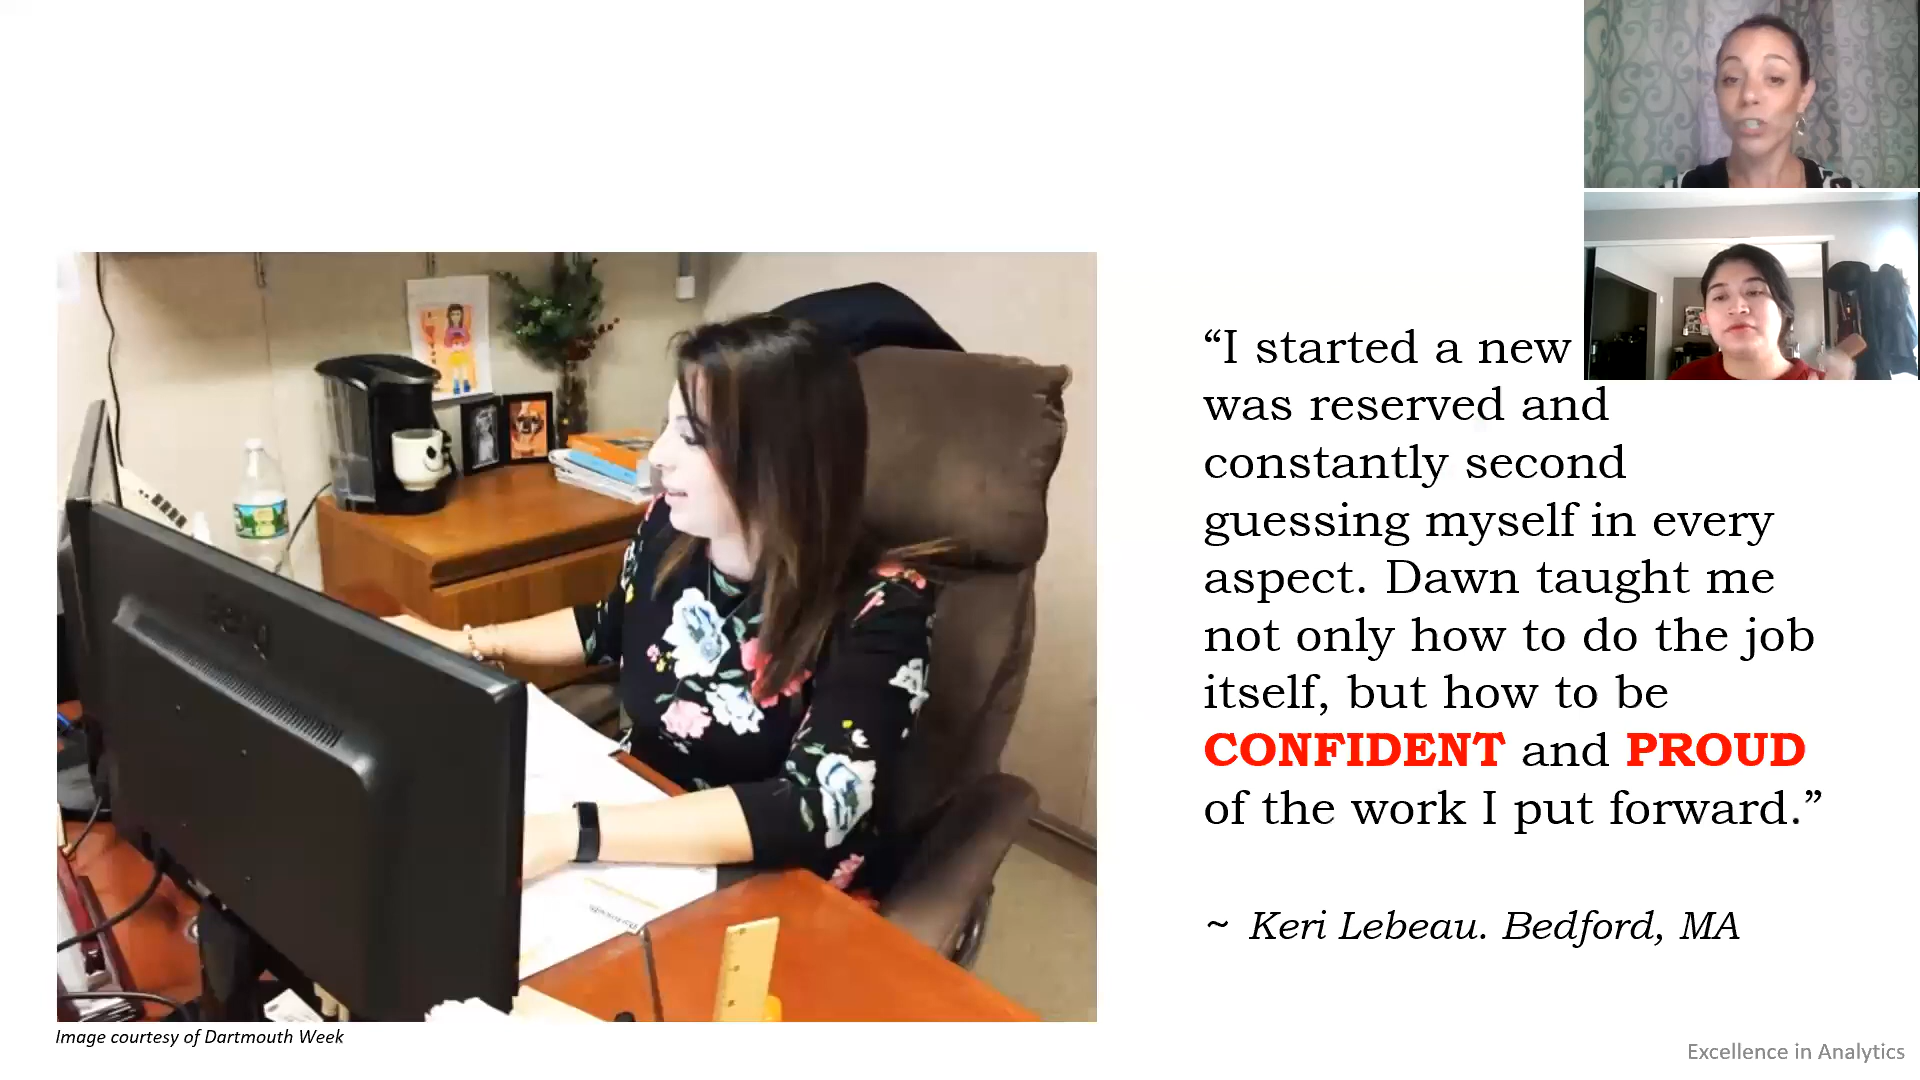 “I started a new
was reserved and
constantly second
guessing myself in every
aspect. Dawn taught me
not only how to do the job
itself, but how to be
CONFIDENT and PROUD
of the work I put forward.”
~ Keri Lebeau. Bedford, MA
Image courtesy of Dartmouth Week
Excellence in Analytics